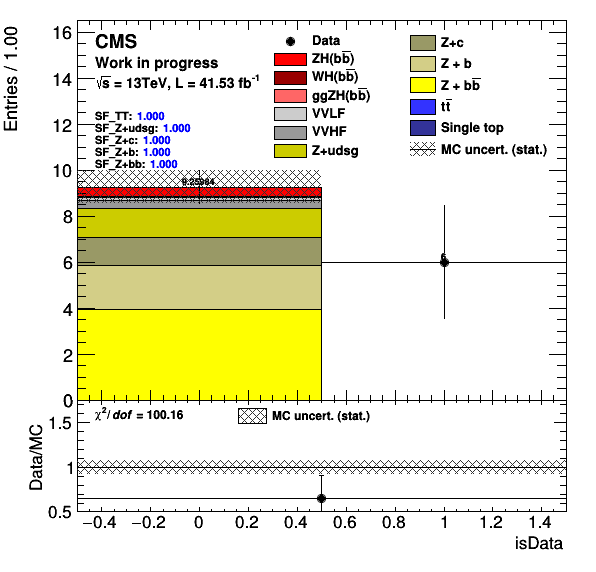 CMS
Work in progress
√s = 13TeV, L = 41.53 fb⁻¹
SF_TT: 1.000
SF_Z+udsg: 1.000
SF_Z+c: 1.000
SF_Z+b: 1.000
SF_Z+bb: 1.000
Data
ZH(bb̅)
WH(bb̅)
ggZH(bb̅)
VVLF
VVHF
Z+udsg
Z+c
Z + b
Z + bb̅
tt̅
Single top
MC uncert. (stat.)
Entries / 1.00
16
14
12
10
8
6
4
2
0
6
χ²/dof = 100.16
MC uncert. (stat.)
Data/MC
1.5
1
0.5
−0.4
−0.2
0
0.2
0.4
0.6
0.8
1
1.2
1.4
isData